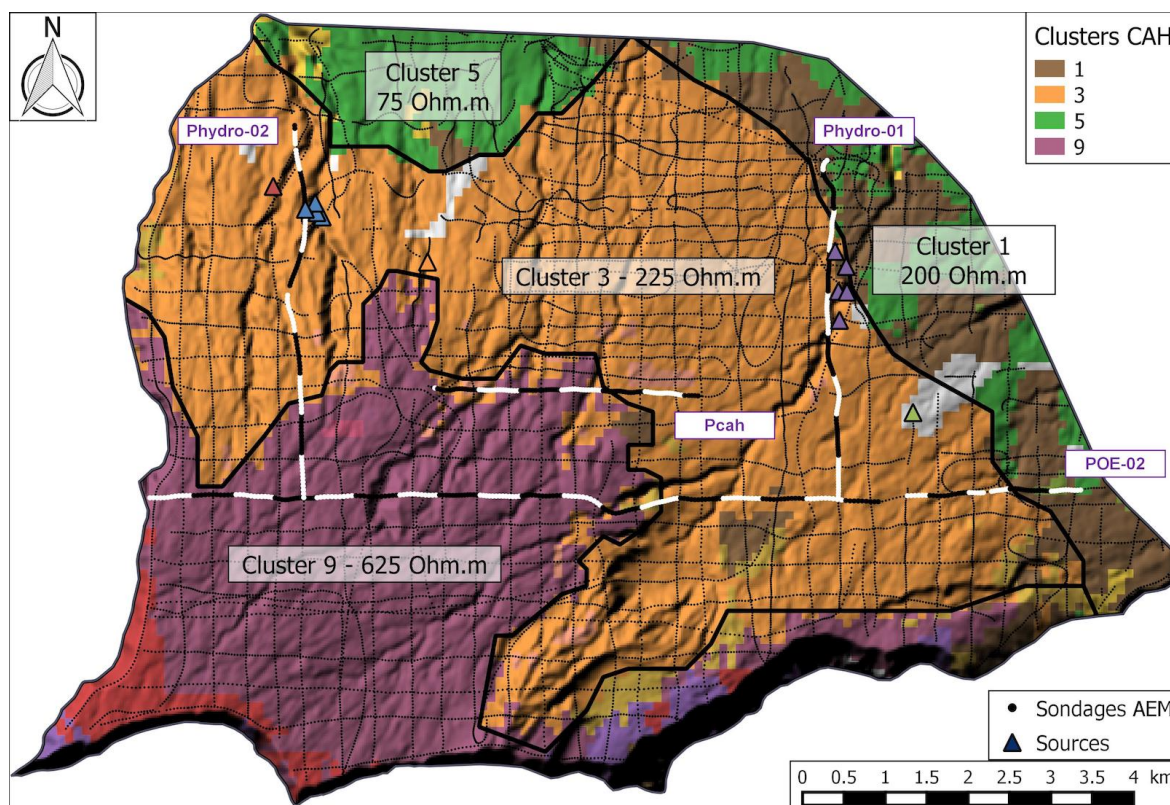 N
Cluster 5
75 Ohm.m
Clusters CAH
1
3
5
9
Phydro-02
Phydro-01
Cluster 1
200 Ohm.m
Cluster 3 - 225 Ohm.m
Pcah
POE-02
Cluster 9 - 625 Ohm.m
Sondages AEM
Sources
0 0.5 1 1.5 2 2.5 3 3.5 4 km